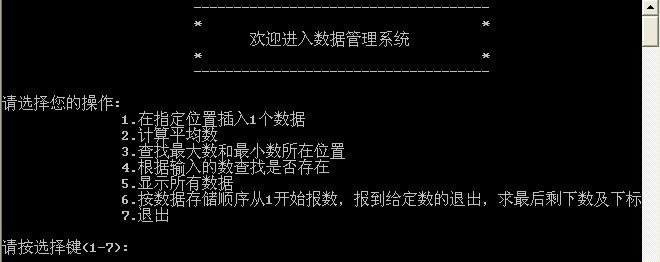 -------------------------------------
* *
欢迎进入数据管理系统
* *
-------------------------------------
请选择您的操作:
1.在指定位置插入1个数据
2.计算平均数
3.查找最大数和最小数所在位置
4.根据输入的数查找是否存在
5.显示所有数据
6.按数据存储顺序从1开始报数，报到给定数的退出，求最后剩下数及下标
7.退出
请按选择键(1-7):